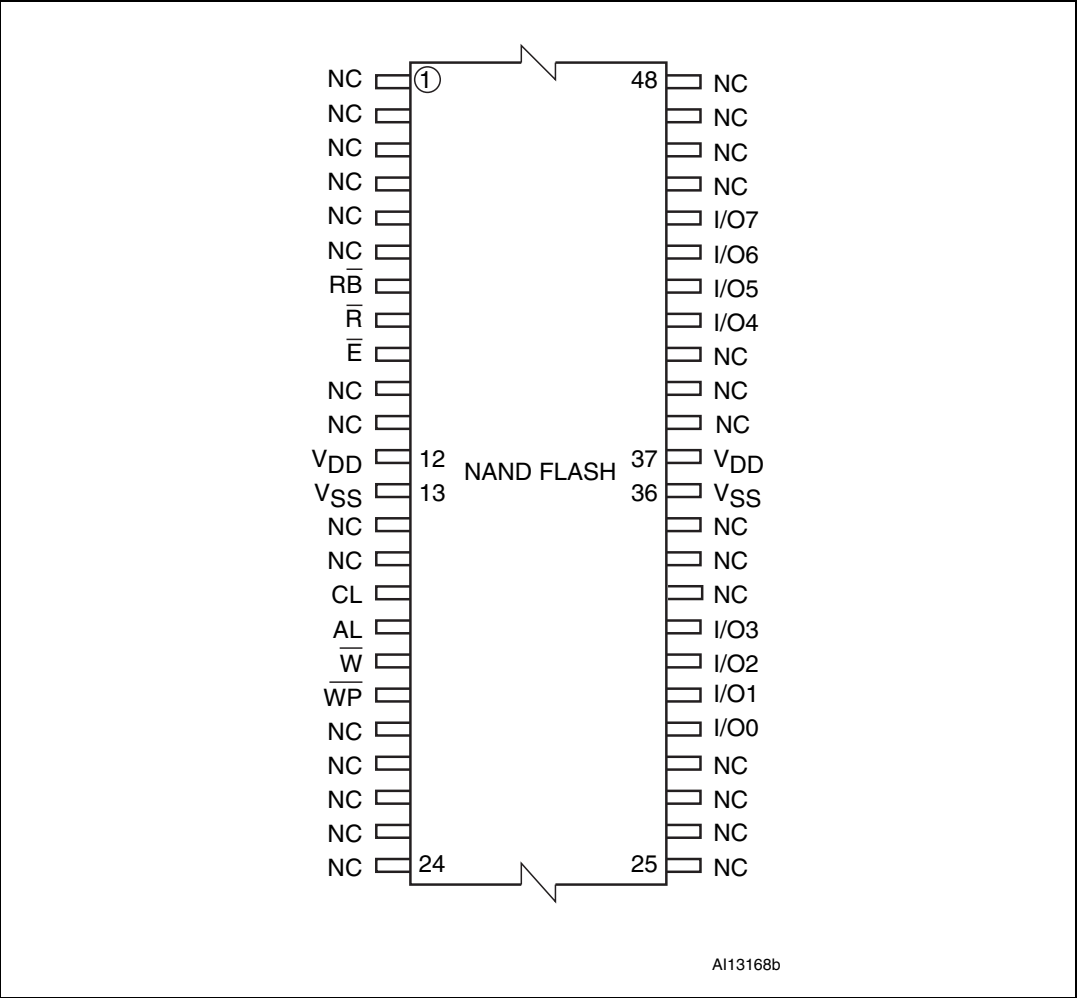 NC 1 48 NC
NC NC
NC NC
NC NC
NC I/O7
NC I/O6
RB̅ I/O5
R̅ I/O4
E̅ NC
NC NC
NC NC
VDD 12 NAND FLASH 37 VDD
VSS 13 36 VSS
NC NC
NC NC
CL NC
AL I/O3
W̅ I/O2
W̅P̅ I/O1
NC I/O0
NC NC
NC NC
NC NC
NC 24 25 NC
AI13168b